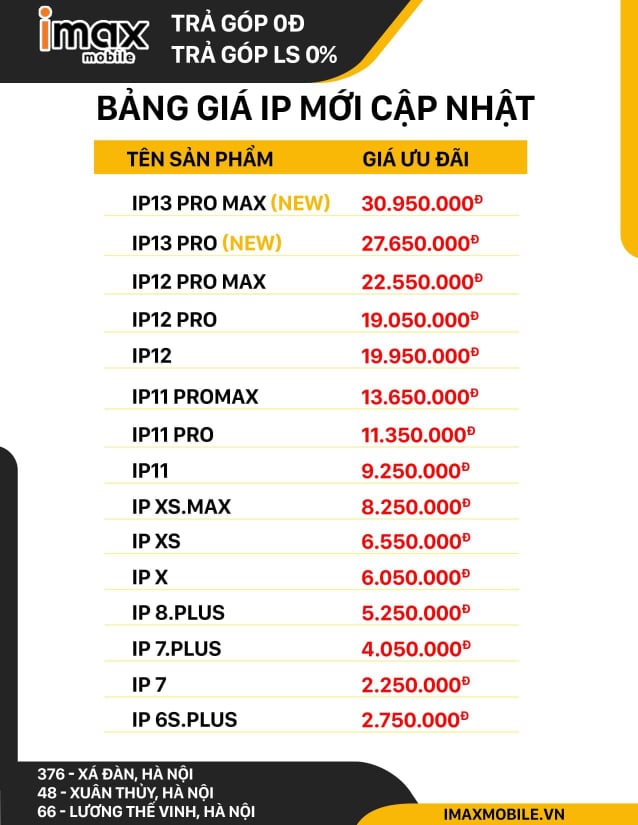 imax
mobile
TRẢ GÓP 0Đ
TRẢ GÓP LS 0%
BẢNG GIÁ IP MỚI CẬP NHẬT
TÊN SẢN PHẨM GIÁ ƯU ĐÃI
IP13 PRO MAX (NEW) 30.950.000Đ
IP13 PRO (NEW) 27.650.000Đ
IP12 PRO MAX 22.550.000Đ
IP12 PRO 19.050.000Đ
IP12 19.950.000Đ
IP11 PROMAX 13.650.000Đ
IP11 PRO 11.350.000Đ
IP11 9.250.000Đ
IP XS.MAX 8.250.000Đ
IP XS 6.550.000Đ
IP X 6.050.000Đ
IP 8.PLUS 5.250.000Đ
IP 7.PLUS 4.050.000Đ
IP 7 2.250.000Đ
IP 6S.PLUS 2.750.000Đ
376 - XÁ ĐÀN, HÀ NỘI
48 - XUÂN THỦY, HÀ NỘI
66 - LƯƠNG THẾ VINH, HÀ NỘI
IMAXMOBILE.VN